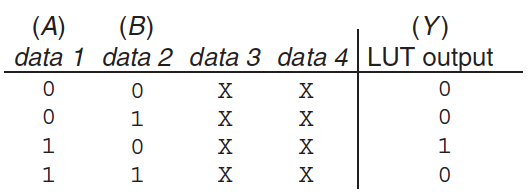 (A) (B) (Y)
data 1 data 2 data 3 data 4 LUT output
0 0 X X 0
0 1 X X 0
1 0 X X 1
1 1 X X 0